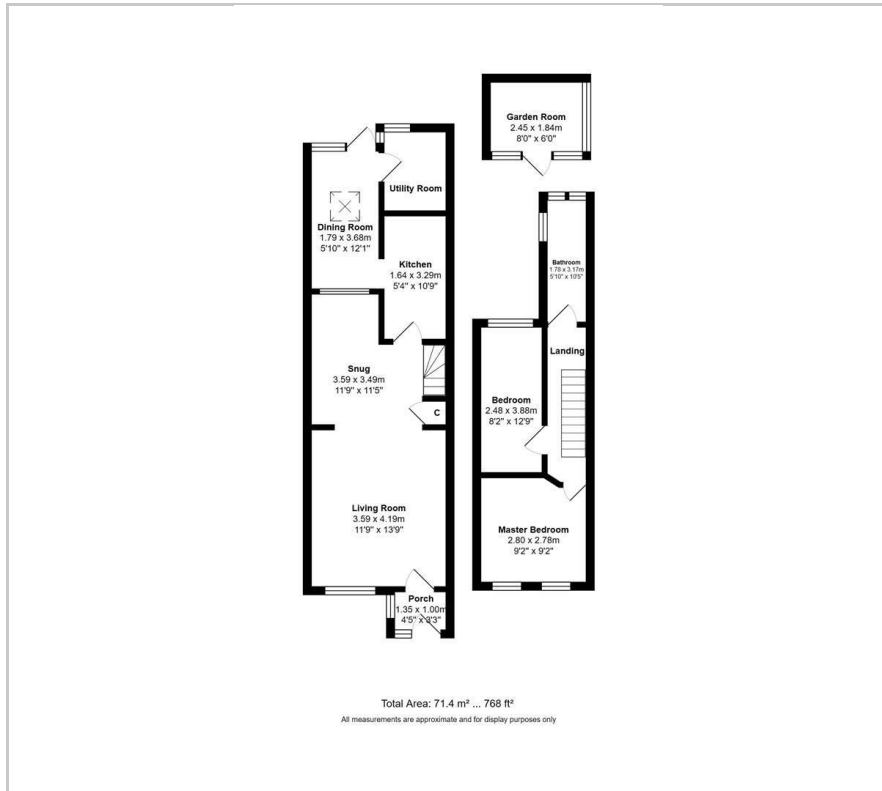 Garden Room
2.45 x 1.84m
8'0" x 6'0"
Utility Room
Dining Room
1.79 x 3.68m
5'10" x 12'1"
Kitchen
1.64 x 3.29m
5'4" x 10'9"
Snug
3.59 x 3.49m
11'9" x 11'5"
C
Living Room
3.59 x 4.19m
11'9" x 13'9"
Porch
1.35 x 1.00m
4'5" x 3'3"
Bathroom
1.78 x 3.17m
5'10" x 10'5"
Landing
Bedroom
2.48 x 3.88m
8'2" x 12'9"
Master Bedroom
2.80 x 2.78m
9'2" x 9'2"
Total Area: 71.4 m² ... 768 ft²
All measurements are approximate and for display purposes only